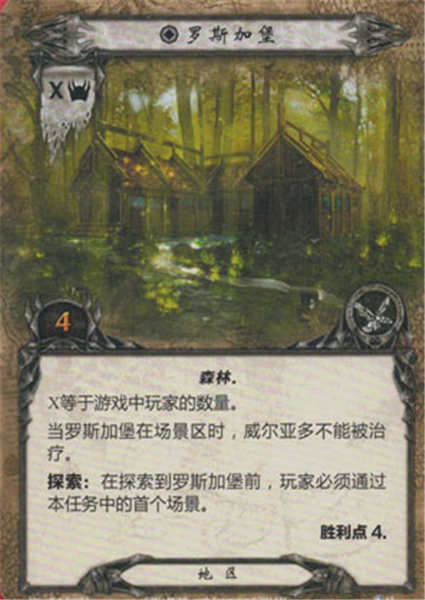 罗斯加堡
X
4
森林.
X等于游戏中玩家的数量。
当罗斯加堡在场景区时，威尔亚多不能被治
疗。
探索：在探索到罗斯加堡前，玩家必须通过
本任务中的首个场景。
胜利点 4.
地区